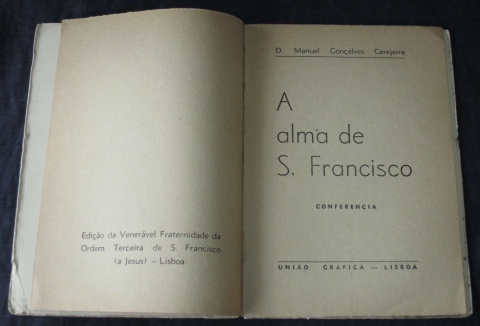 Edição da Venerável Fraternidade da
Ordem Terceira de S. Francisco
(a Jesus) – Lisboa
D. Manuel Gonçalves Cerejeira
A
alma de
S. Francisco
CONFERENCIA
UNIÃO GRÁFICA — LISBOA